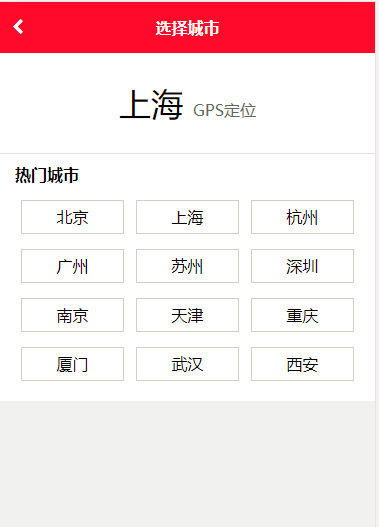 选择城市
上海 GPS定位
热门城市
北京 上海 杭州
广州 苏州 深圳
南京 天津 重庆
厦门 武汉 西安